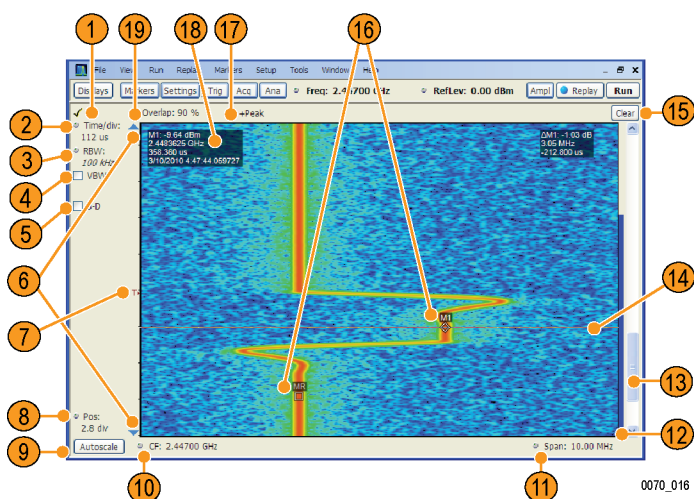 1 19 18 17 16
File View Run Replay Markers Setup Tools Window Help
Displays Markers Settings Trig Acq Ana Freq: 2.44700 GHz RefLev: 0.00 dBm Ampl Replay Run
Overlap: 90 % +Peak Clear 15
2 Time/div:
112 us
M1: -9.64 dBm
2.4483625 GHz
358.360 us
3/10/2010 4:47:44.059727
ΔM1: -1.03 dB
3.05 MHz
-212.800 us
3 RBW:
100 kHz
4 VBW
5 3-D
6
7 T
M1
14
MR
13
8 Pos:
2.8 div
12
9 Autoscale CF: 2.44700 GHz Span: 10.00 MHz
10 11
0070_016